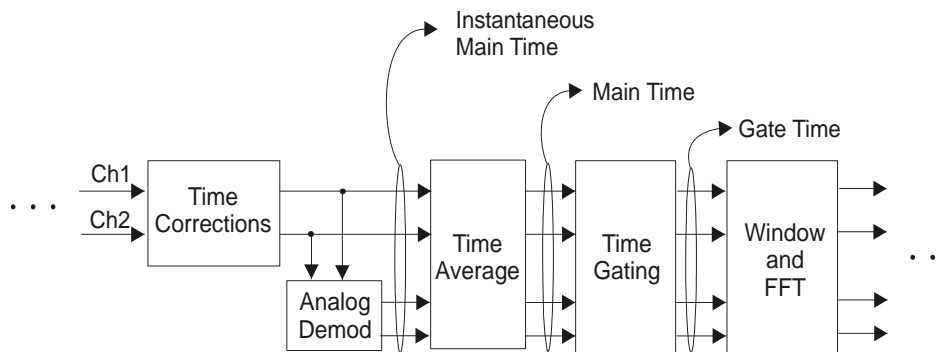 Instantaneous
Main Time
Main Time
Gate Time
Ch1
Ch2
Time
Corrections
Analog
Demod
Time
Average
Time
Gating
Window
and
FFT
. . .
. .